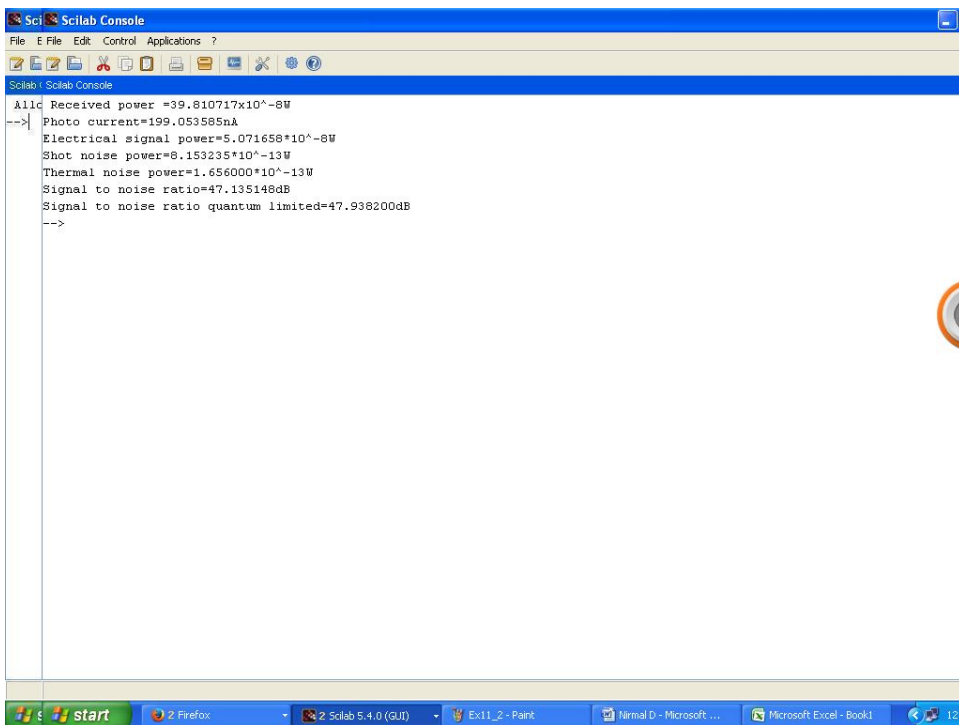 Sci Scilab Console
File E File Edit Control Applications ?
Scilab C Scilab Console
Allo Received power =39.810717x10^-8W
-->| Photo current=199.053585nA
Electrical signal power=5.071658*10^-8W
Shot noise power=8.153235*10^-13W
Thermal noise power=1.656000*10^-13W
Signal to noise ratio=47.135148dB
Signal to noise ratio quantum limited=47.938200dB
-->
s start 2 Firefox 2 Scilab 5.4.0 (GUI) Ex11_2 - Paint Nirmal D - Microsoft ... Microsoft Excel - Book1 12